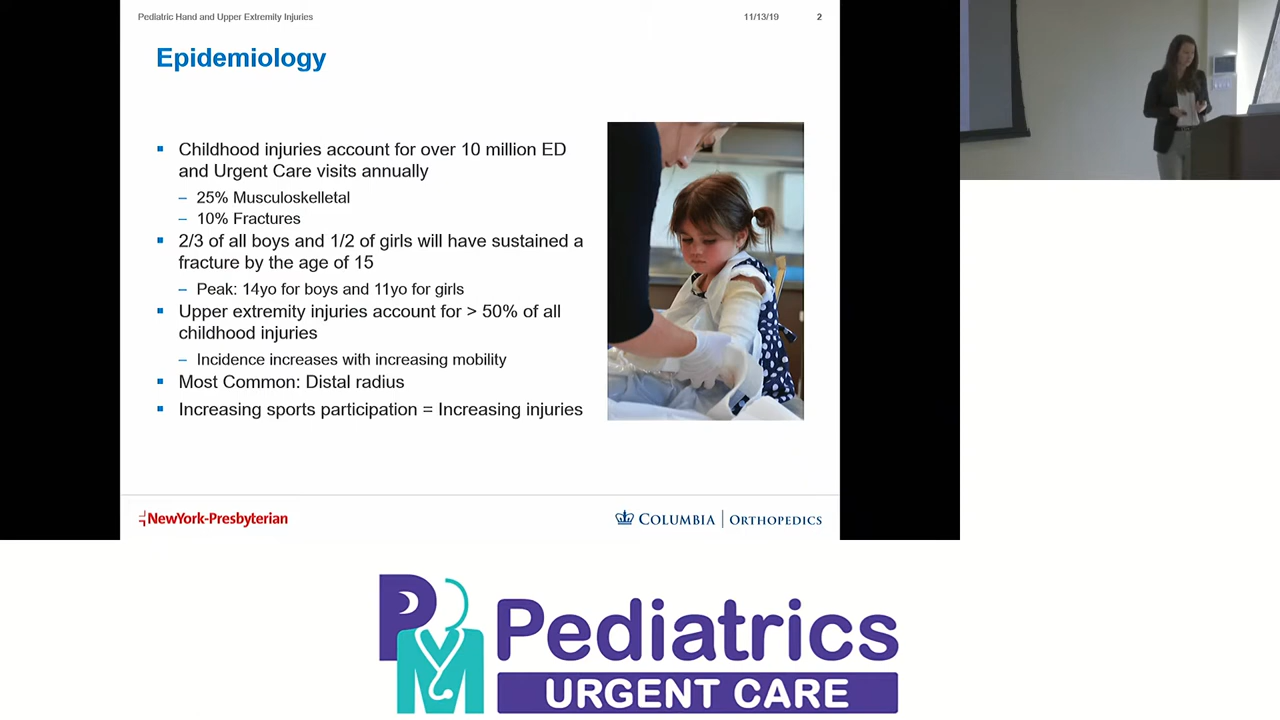 Pediatric Hand and Upper Extremity Injuries 11/13/19 2
Epidemiology
▪ Childhood injuries account for over 10 million ED
and Urgent Care visits annually
– 25% Musculoskelletal
– 10% Fractures
▪ 2/3 of all boys and 1/2 of girls will have sustained a
fracture by the age of 15
– Peak: 14yo for boys and 11yo for girls
▪ Upper extremity injuries account for > 50% of all
childhood injuries
– Incidence increases with increasing mobility
▪ Most Common: Distal radius
▪ Increasing sports participation = Increasing injuries
NewYork-Presbyterian
COLUMBIA | ORTHOPEDICS
PM Pediatrics
URGENT CARE